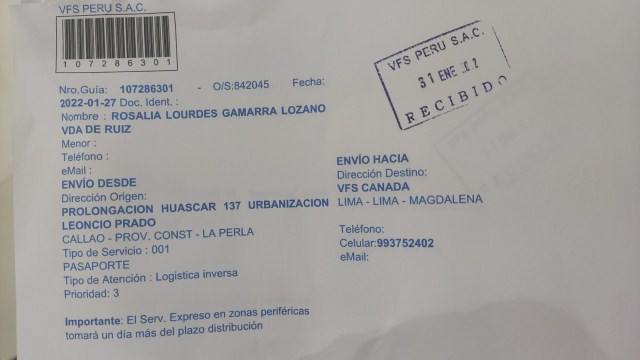 VFS PERU S.A.C.
107286301
Nro.Guía: 107286301 - O/S:842045 Fecha:
2022-01-27 Doc. Ident. :
Nombre : ROSALIA LOURDES GAMARRA LOZANO
VDA DE RUIZ
Menor :
Teléfono :
eMail :
ENVÍO DESDE
Dirección Origen:
PROLONGACION HUASCAR 137 URBANIZACION
LEONCIO PRADO
CALLAO - PROV. CONST - LA PERLA
Tipo de Servicio : 001
PASAPORTE
Tipo de Atención : Logistica inversa
Prioridad: 3
Importante: El Serv. Expreso en zonas periféricas
tomará un día más del plazo distribución
VFS PERU S.A.C.
31 ENE
RECIBIDO
ENVÍO HACIA
Dirección Destino:
VFS CANADA
LIMA - LIMA - MAGDALENA
Teléfono:
Celular:993752402
eMail: